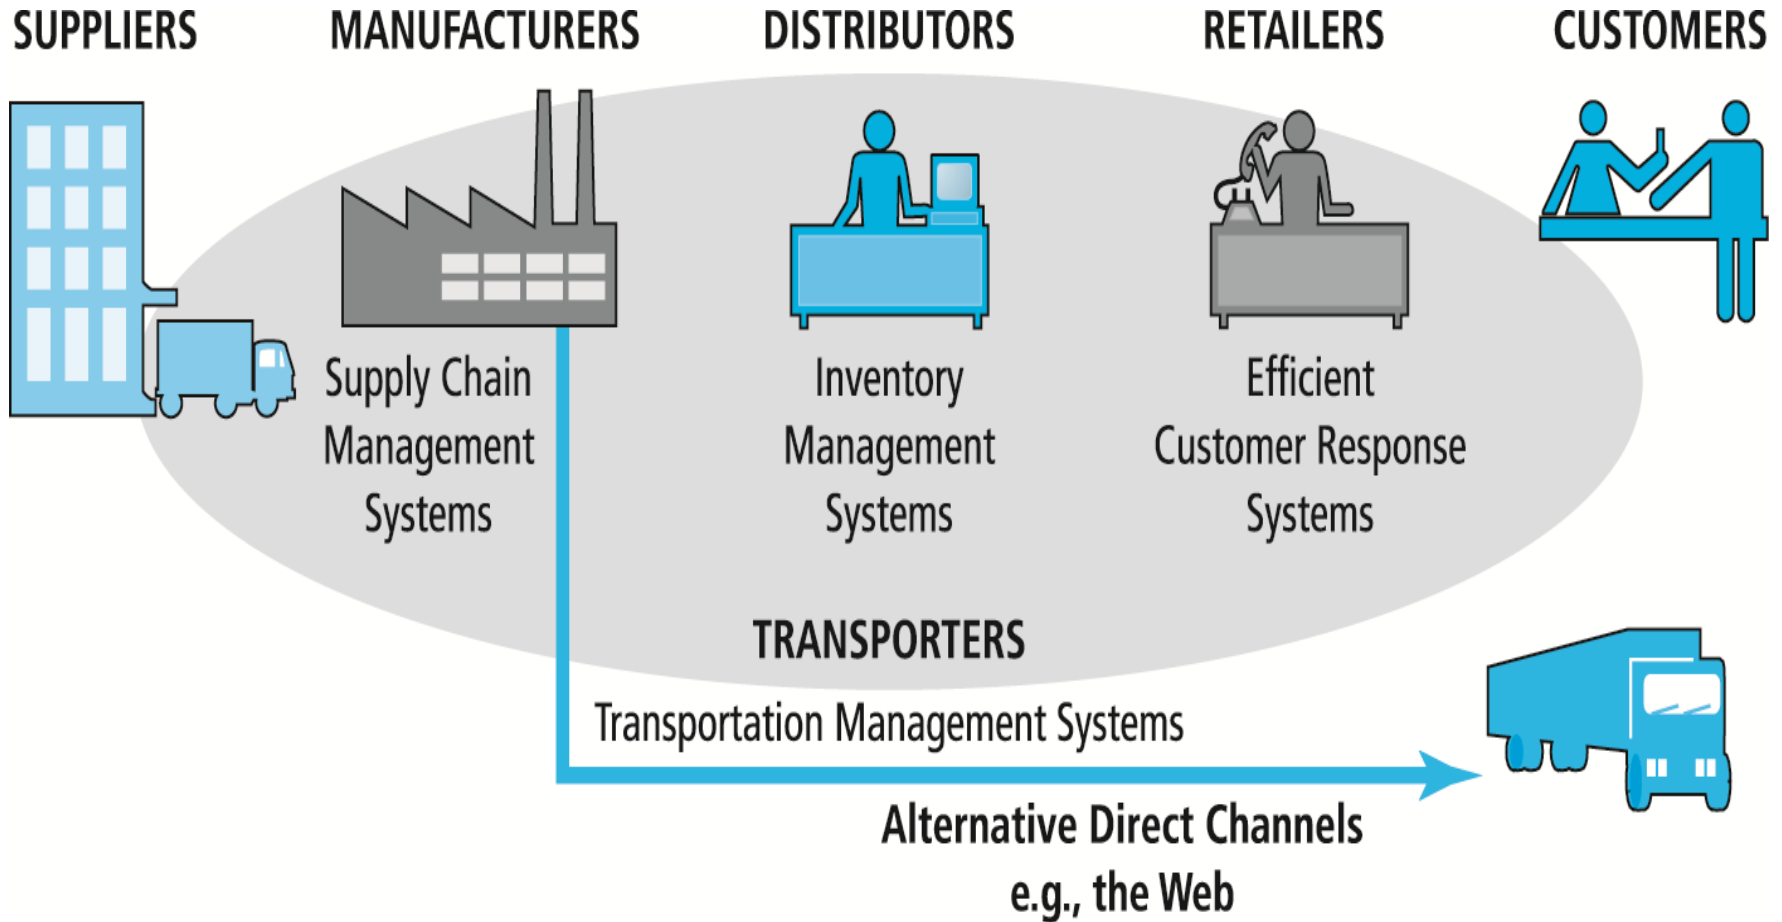 SUPPLIERS
MANUFACTURERS
DISTRIBUTORS
RETAILERS
CUSTOMERS
Supply Chain
Management
Systems
Inventory
Management
Systems
Efficient
Customer Response
Systems
TRANSPORTERS
Transportation Management Systems
Alternative Direct Channels
e.g., the Web